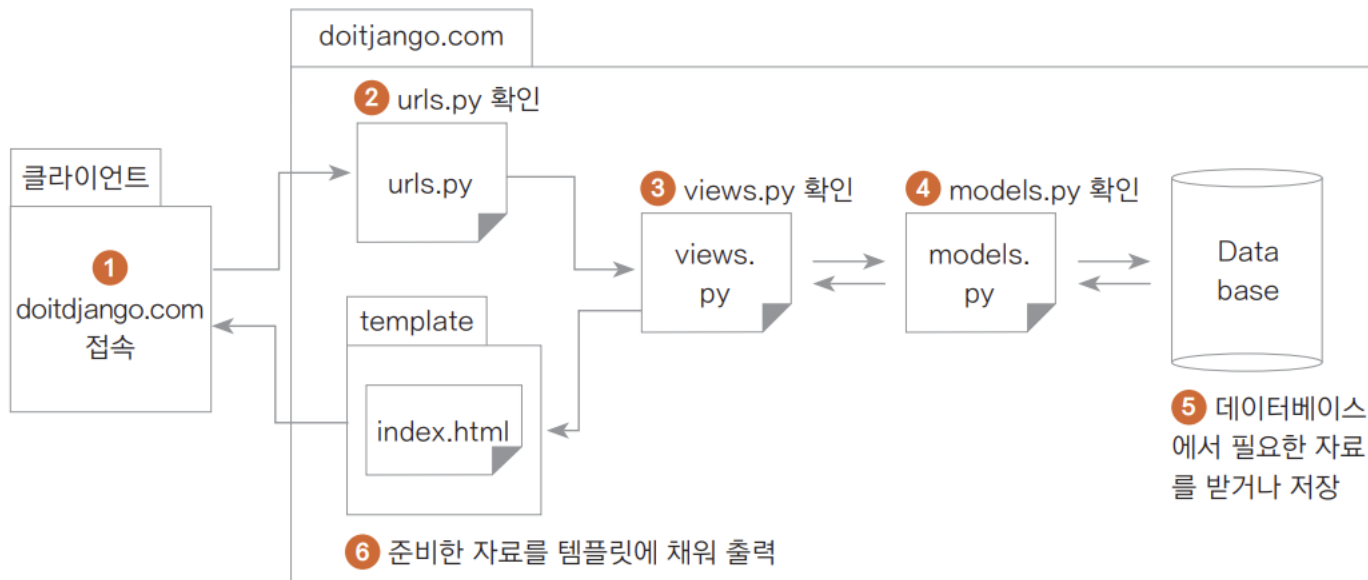 doitjango.com
2 urls.py 확인
urls.py
클라이언트
1
doitdjango.com
접속
3 views.py 확인
views.
py
4 models.py 확인
models.
py
Data
base
5 데이터베이스
에서 필요한 자료
를 받거나 저장
template
index.html
6 준비한 자료를 템플릿에 채워 출력